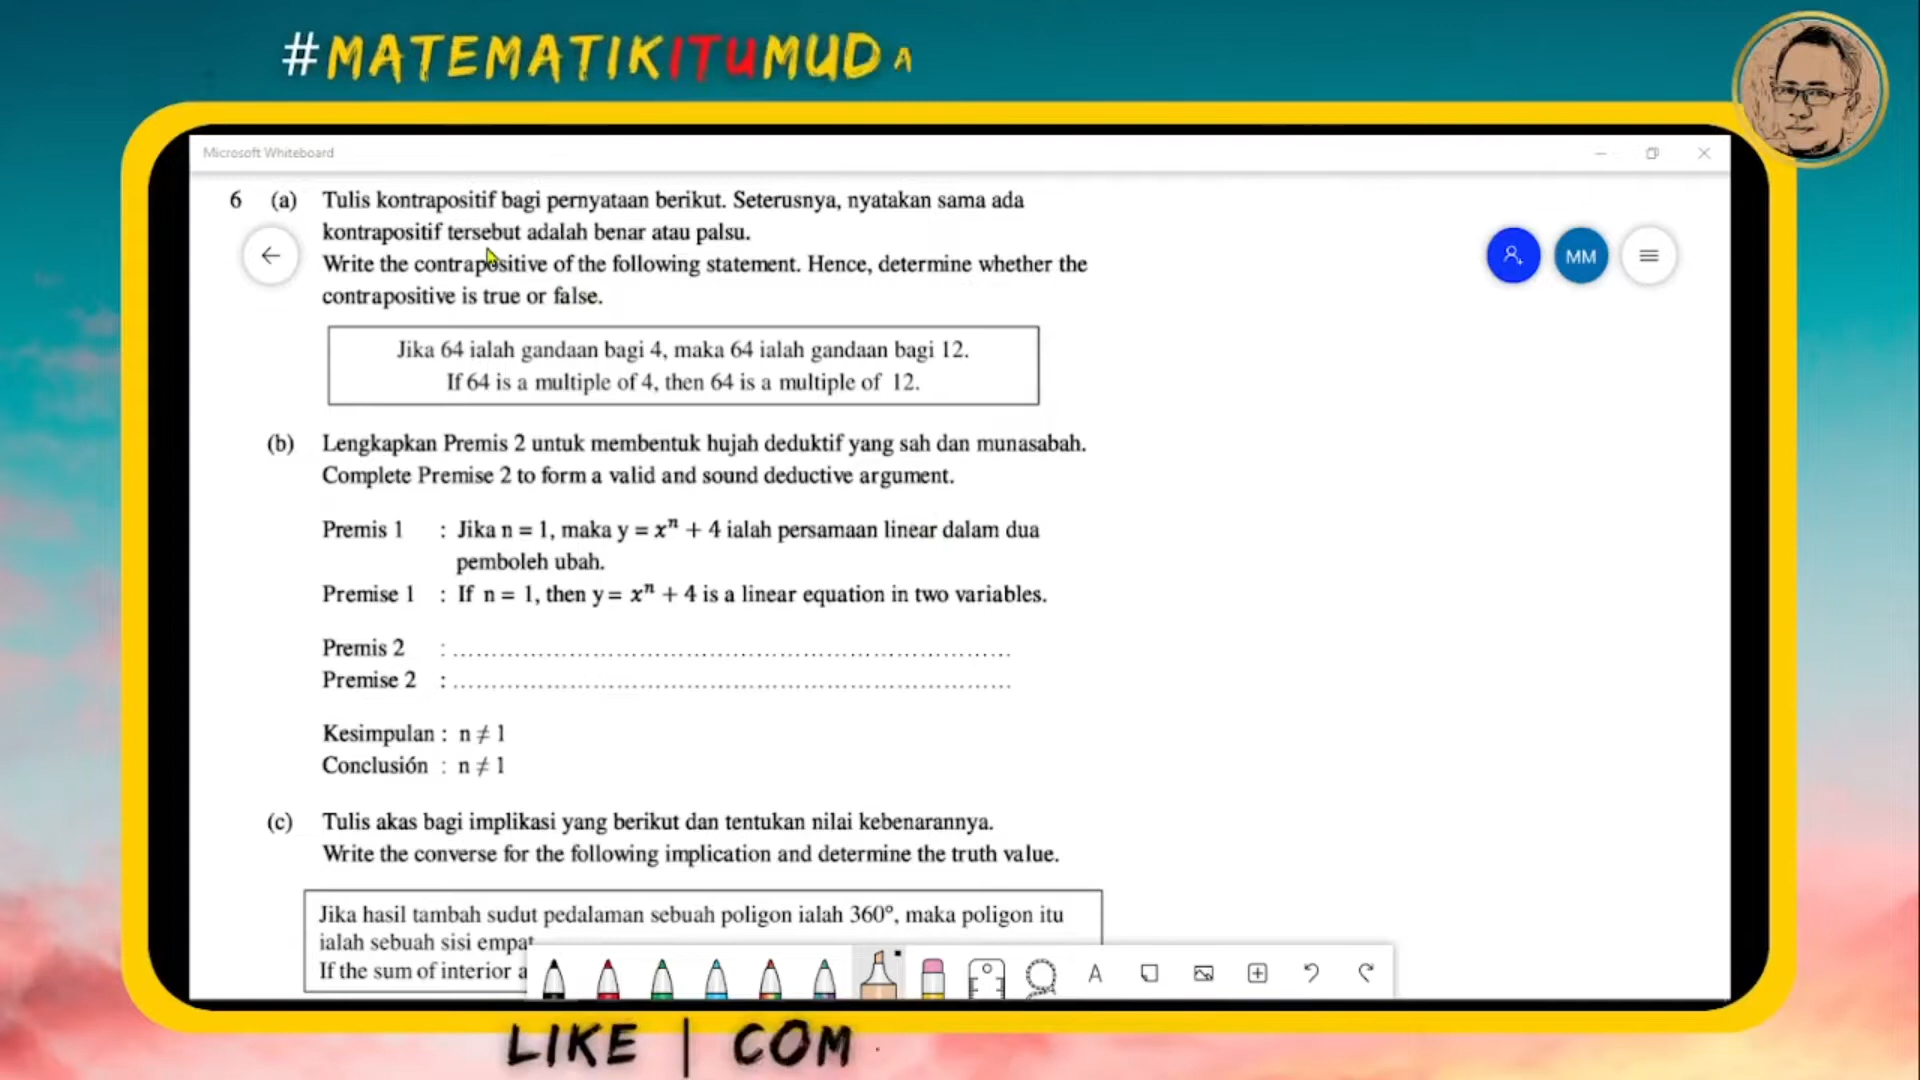 #MATEMATIKITUMUDA
Microsoft Whiteboard
6 (a) Tulis kontrapositif bagi pernyataan berikut. Seterusnya, nyatakan sama ada
kontrapositif tersebut adalah benar atau palsu.
Write the contrapositive of the following statement. Hence, determine whether the
contrapositive is true or false.
MM
Jika 64 ialah gandaan bagi 4, maka 64 ialah gandaan bagi 12.
If 64 is a multiple of 4, then 64 is a multiple of 12.
(b) Lengkapkan Premis 2 untuk membentuk hujah deduktif yang sah dan munasabah.
Complete Premise 2 to form a valid and sound deductive argument.
Premis 1 : Jika n = 1, maka y = xⁿ + 4 ialah persamaan linear dalam dua
pemboleh ubah.
Premise 1 : If n = 1, then y = xⁿ + 4 is a linear equation in two variables.
Premis 2 : ................................................................
Premise 2 : ................................................................
Kesimpulan : n ≠ 1
Conclusión : n ≠ 1
(c) Tulis akas bagi implikasi yang berikut dan tentukan nilai kebenarannya.
Write the converse for the following implication and determine the truth value.
Jika hasil tambah sudut pedalaman sebuah poligon ialah 360°, maka poligon itu
ialah sebuah sisi empat
If the sum of interior a
A
LIKE | COM